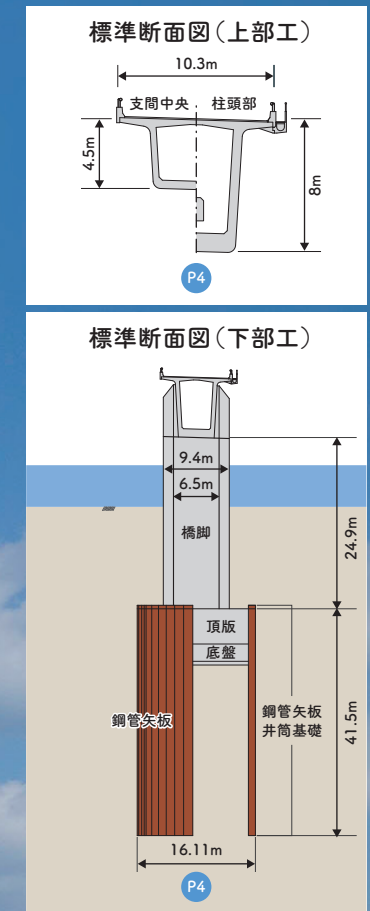 標準断面図(上部工)
10.3m
支間中央
柱頭部
4.5m
8m
P4
標準断面図(下部工)
9.4m
6.5m
橋脚
24.9m
頂版
底盤
鋼管矢板
鋼管矢板
井筒基礎
41.5m
16.11m
P4